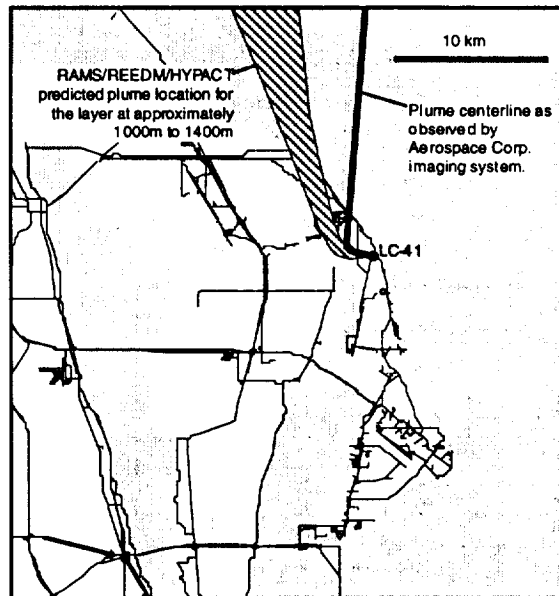 10 km
RAMS/REEDM/HYPACT
predicted plume location for
the layer at approximately
1000m to 1400m
Plume centerline as
observed by
Aerospace Corp.
imaging system.
LC-41